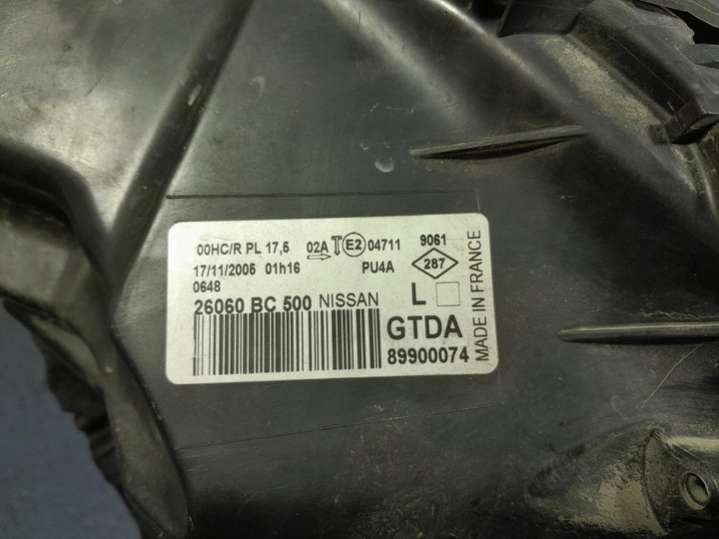 00HC/R PL 17,5 02A E2 04711 9061
17/11/2006 01h16 PU4A 287
0648
26060 BC 500 NISSAN L
GTDA
89900074
MADE IN FRANCE